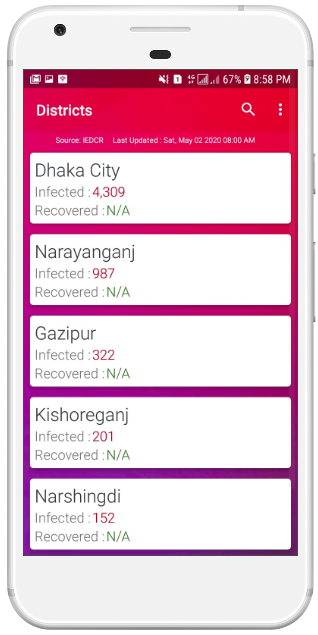 67% 8:58 PM
Districts
Source: IEDCR Last Updated : Sat, May 02 2020 08:00 AM
Dhaka City
Infected : 4,309
Recovered : N/A
Narayanganj
Infected : 987
Recovered : N/A
Gazipur
Infected : 322
Recovered : N/A
Kishoreganj
Infected : 201
Recovered : N/A
Narshingdi
Infected : 152
Recovered : N/A